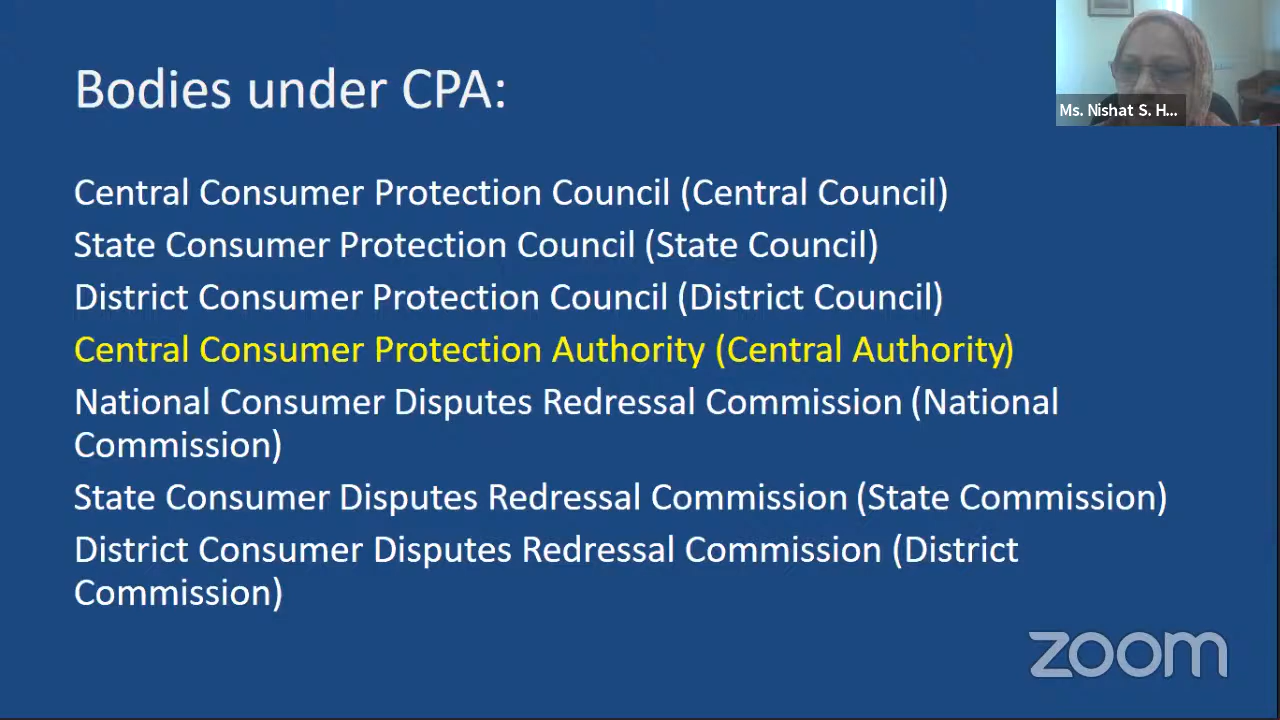 Bodies under CPA:
Ms. Nishat S. H...
Central Consumer Protection Council (Central Council)
State Consumer Protection Council (State Council)
District Consumer Protection Council (District Council)
Central Consumer Protection Authority (Central Authority)
National Consumer Disputes Redressal Commission (National
Commission)
State Consumer Disputes Redressal Commission (State Commission)
District Consumer Disputes Redressal Commission (District
Commission)
zoom